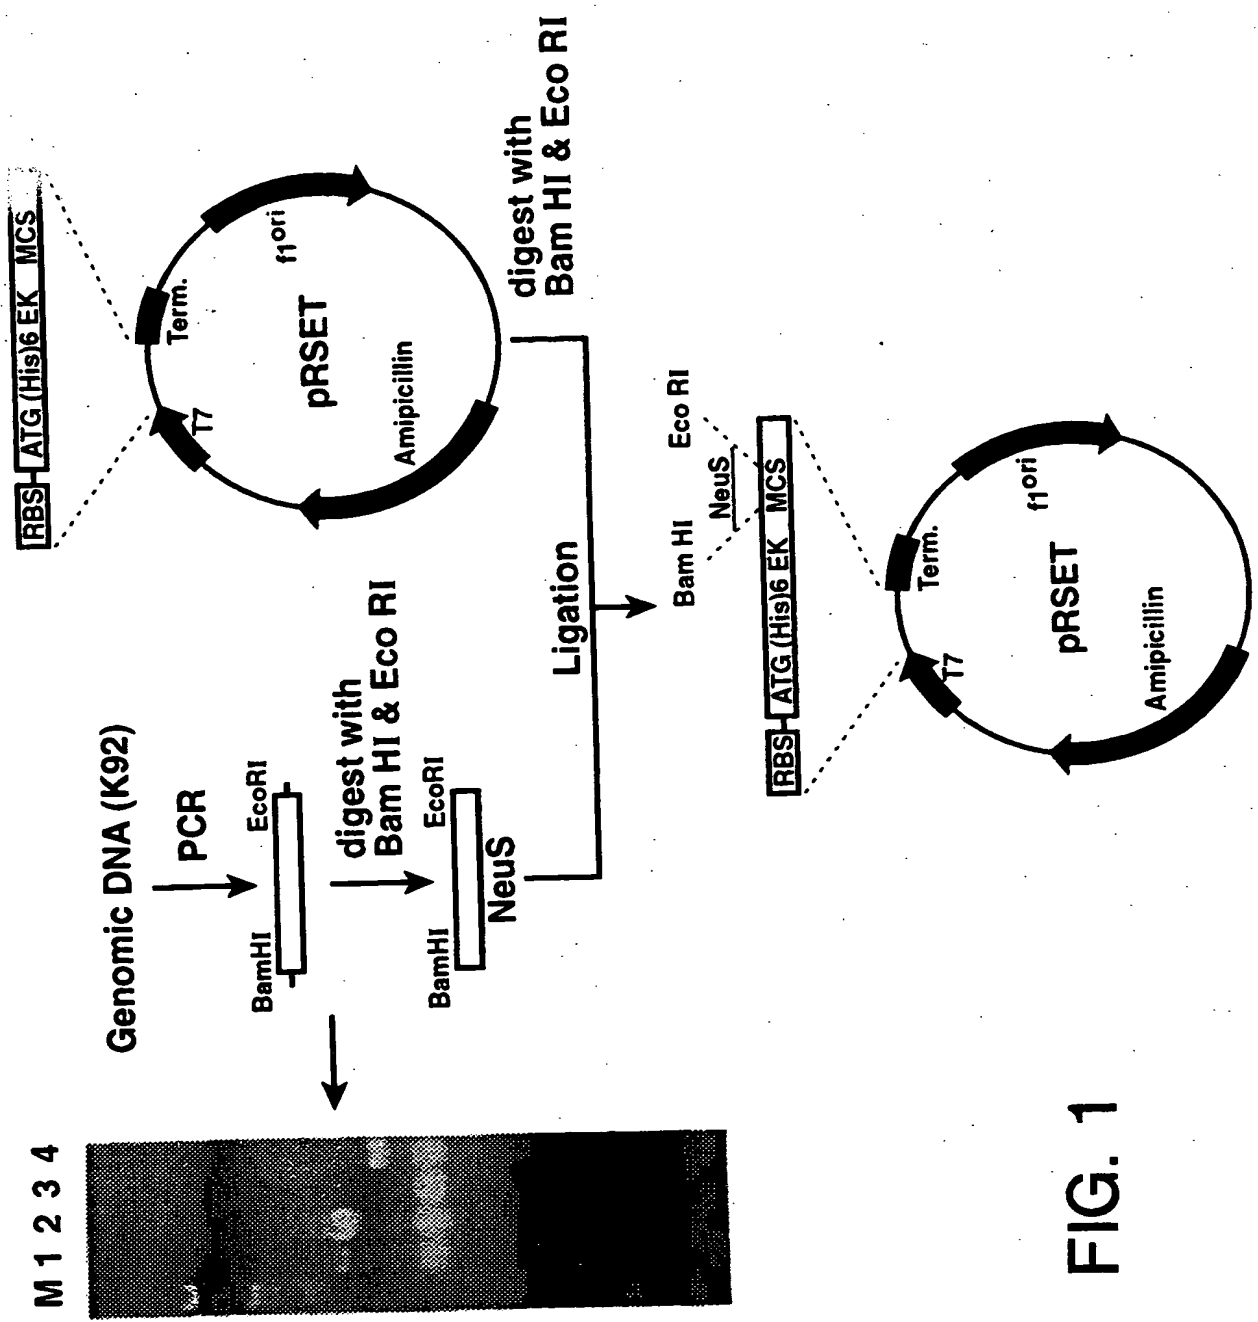 M 1 2 3 4
Genomic DNA (K92)
PCR
BamHI EcoRI
digest with
Bam HI & Eco RI
BamHI EcoRI
NeuS
RBS ATG (His)6 EK MCS
T7
Term.
f1ori
pRSET
Amipicillin
digest with
Bam HI & Eco RI
Ligation
Bam HI Eco RI
NeuS
RBS ATG (His)6 EK MCS
T7
Term.
f1ori
pRSET
Amipicillin
FIG. 1